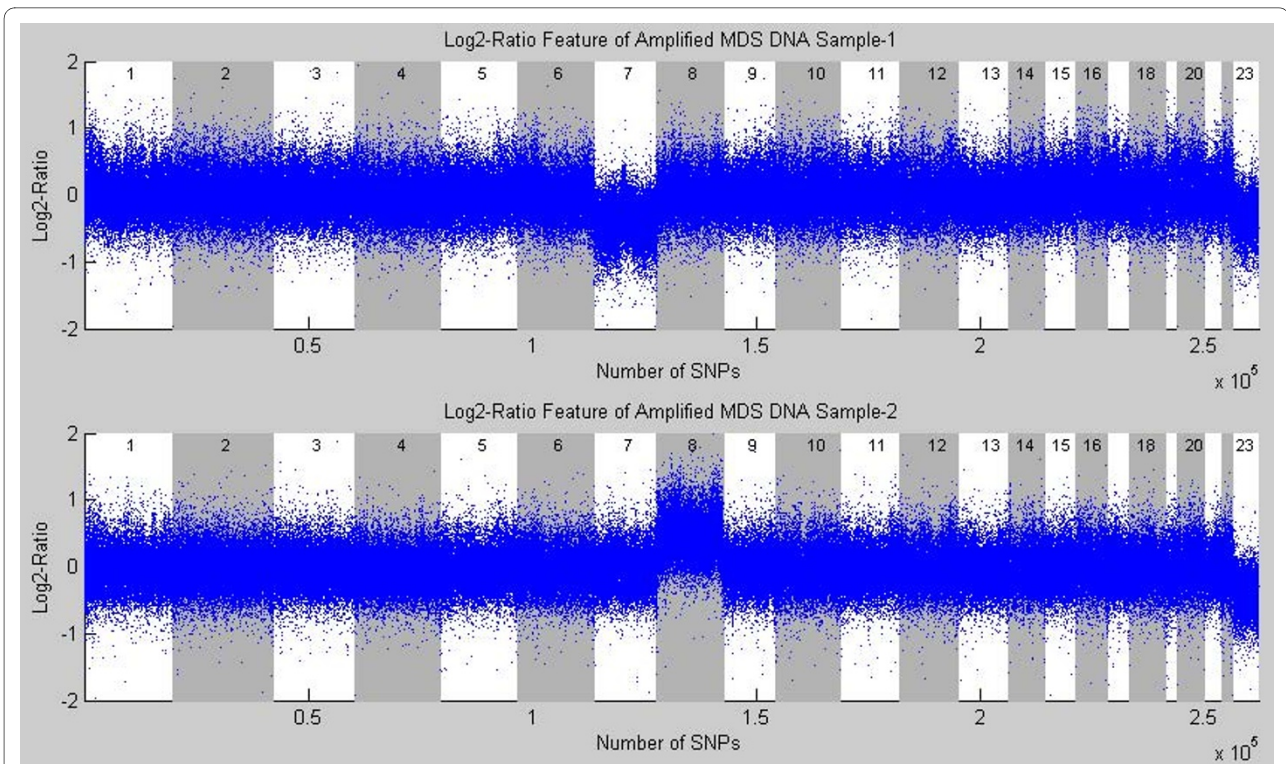 Log2-Ratio Feature of Amplified MDS DNA Sample-1
1 2 3 4 5 6 7 8 9 10 11 12 13 14 15 16 18 20 23
2
1
0
-1
-2
Log2-Ratio
0.5 1 1.5 2 2.5
Number of SNPs
x 10^5
Log2-Ratio Feature of Amplified MDS DNA Sample-2
1 2 3 4 5 6 7 8 9 10 11 12 13 14 15 16 18 20 23
2
1
0
-1
-2
Log2-Ratio
0.5 1 1.5 2 2.5
Number of SNPs
x 10^5